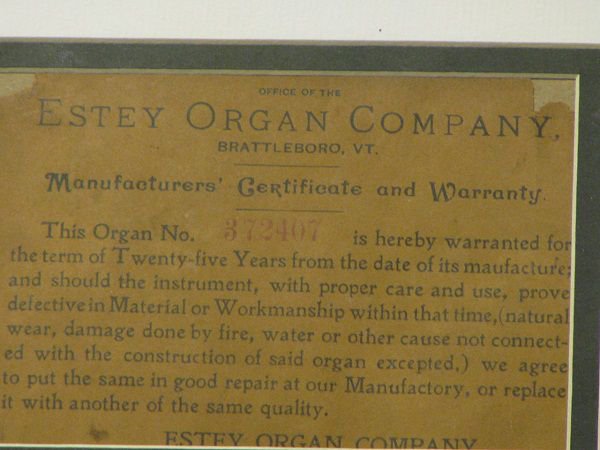 OFFICE OF THE
ESTEY ORGAN COMPANY,
BRATTLEBORO, VT.
Manufacturers' Certificate and Warranty.
This Organ No. 372407 is hereby warranted for
the term of Twenty-five Years from the date of its maufacture;
and should the instrument, with proper care and use, prove
defective in Material or Workmanship within that time, (natural
wear, damage done by fire, water or other cause not connect-
ed with the construction of said organ excepted,) we agree
to put the same in good repair at our Manufactory, or replace
it with another of the same quality.
ESTEY ORGAN COMPANY